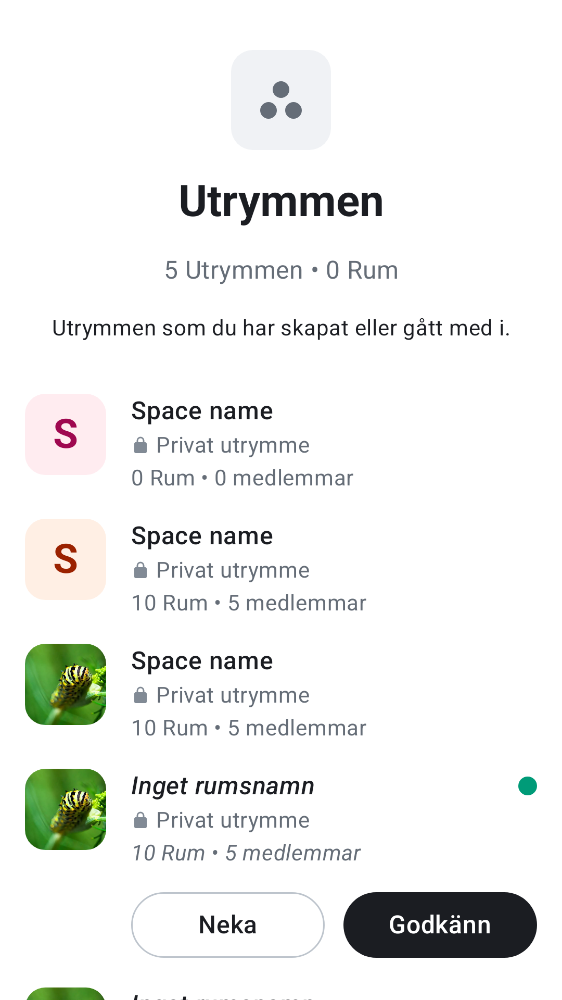 Utrymmen
5 Utrymmen • 0 Rum
Utrymmen som du har skapat eller gått med i.
S
Space name
Privat utrymme
0 Rum • 0 medlemmar
S
Space name
Privat utrymme
10 Rum • 5 medlemmar
Space name
Privat utrymme
10 Rum • 5 medlemmar
Inget rumsnamn
Privat utrymme
10 Rum • 5 medlemmar
Neka
Godkänn